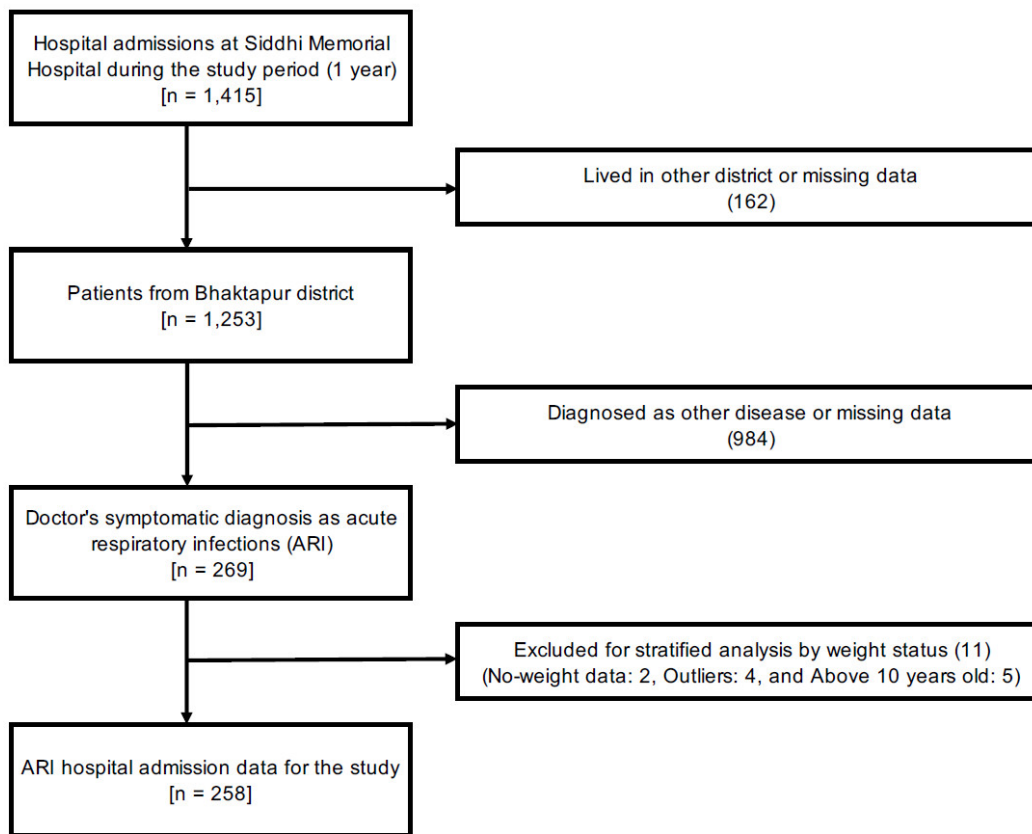 Hospital admissions at Siddhi Memorial
Hospital during the study period (1 year)
[n = 1,415]
Lived in other district or missing data
(162)
Patients from Bhaktapur district
[n = 1,253]
Diagnosed as other disease or missing data
(984)
Doctor's symptomatic diagnosis as acute
respiratory infections (ARI)
[n = 269]
Excluded for stratified analysis by weight status (11)
(No-weight data: 2, Outliers: 4, and Above 10 years old: 5)
ARI hospital admission data for the study
[n = 258]